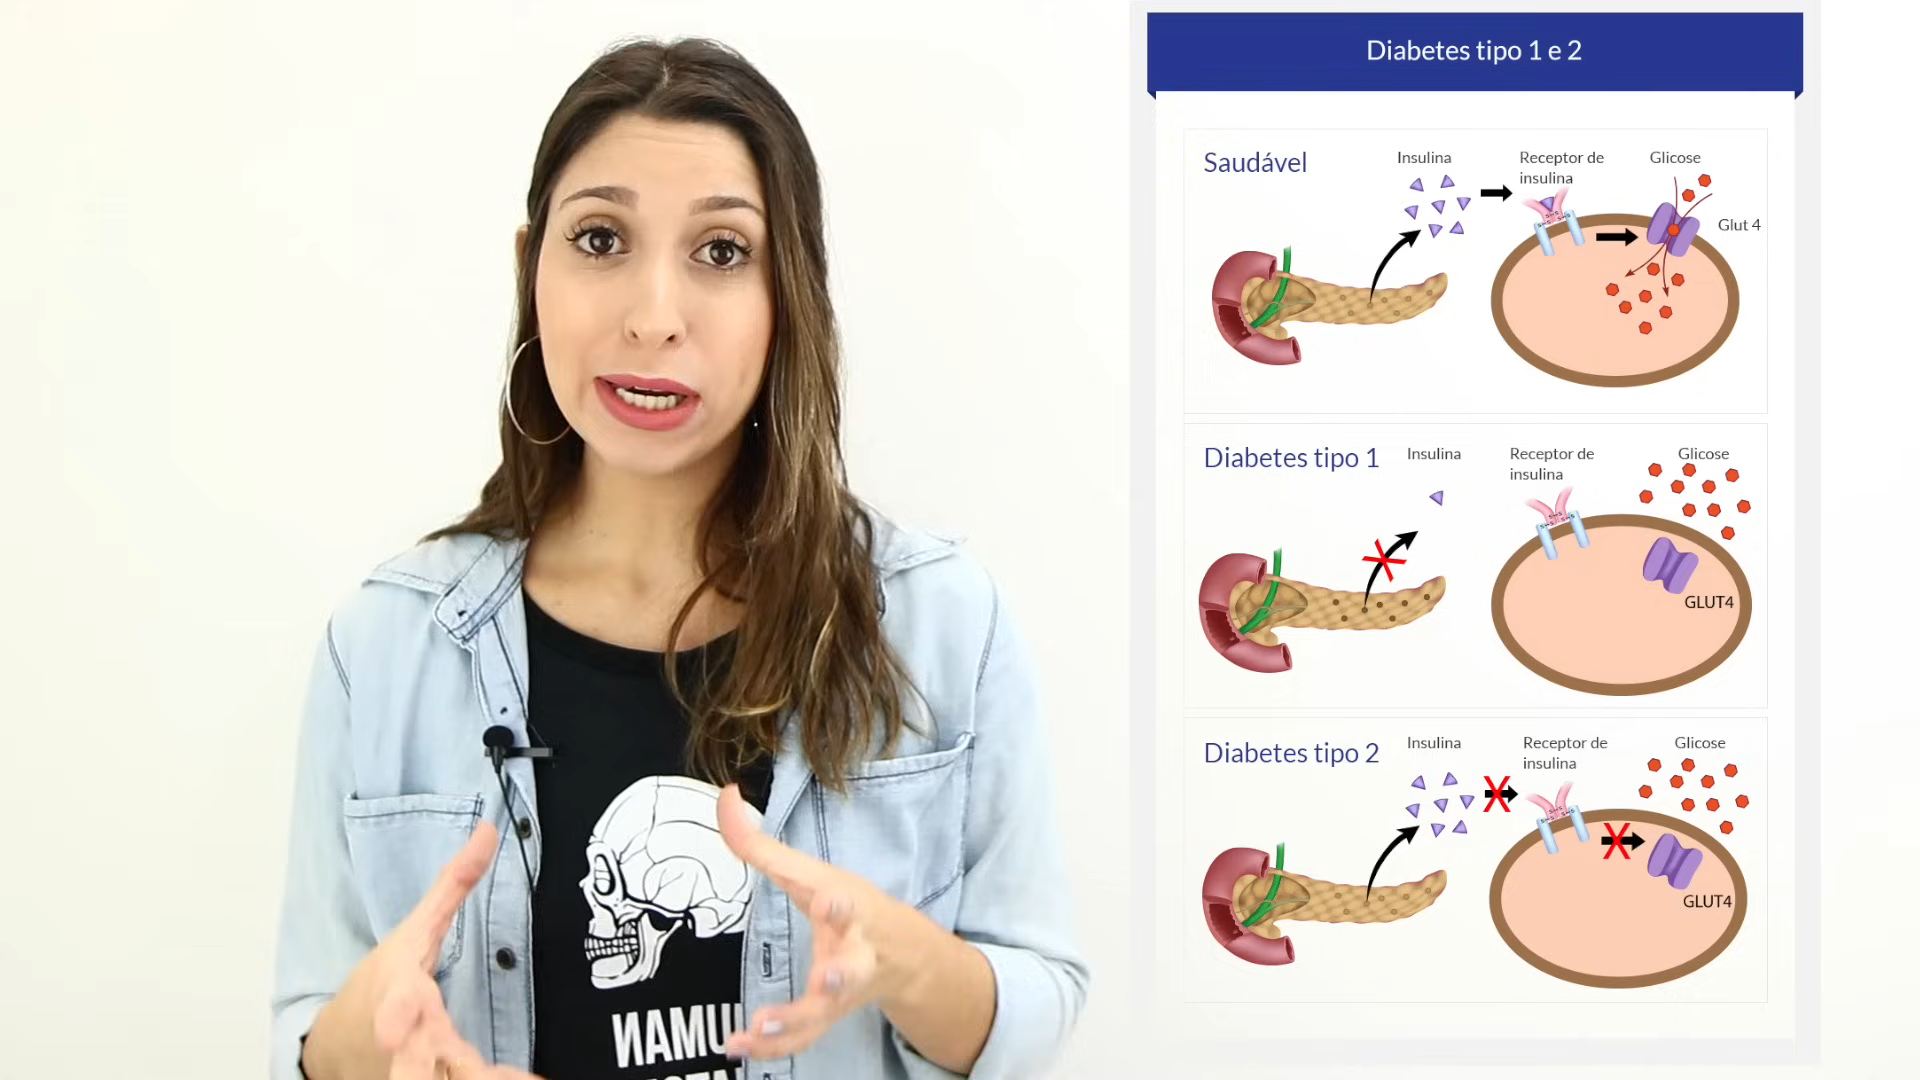 Diabetes tipo 1 e 2
Saudável
Insulina
Receptor de
insulina
Glicose
Glut 4
Diabetes tipo 1
Insulina
Receptor de
insulina
Glicose
GLUT4
Diabetes tipo 2
Insulina
Receptor de
insulina
Glicose
GLUT4